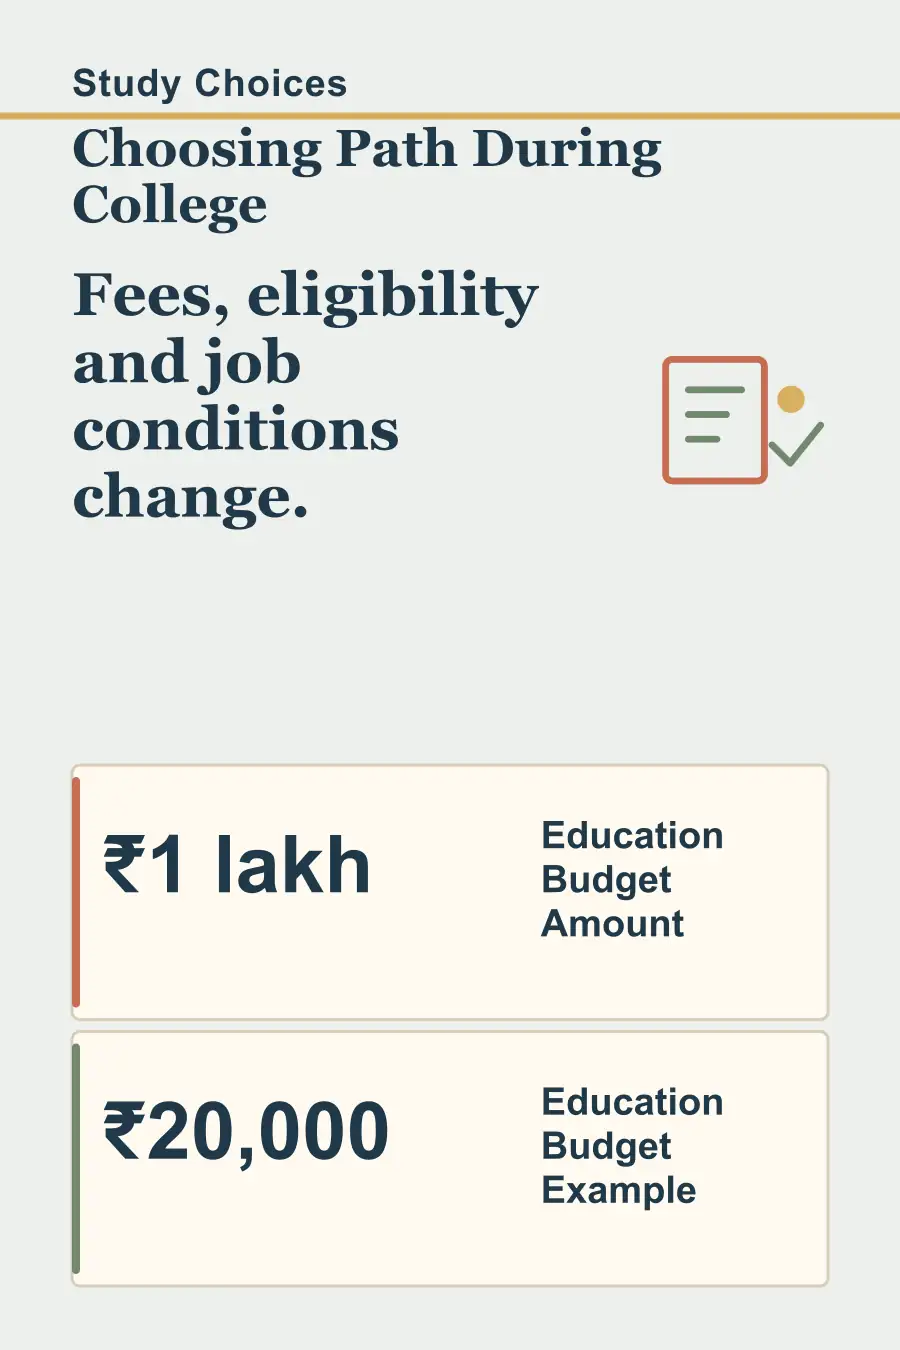 Study Choices
Choosing Path During
College
Fees, eligibility
and job
conditions
change.
₹1 lakh
Education
Budget
Amount
₹20,000
Education
Budget
Example